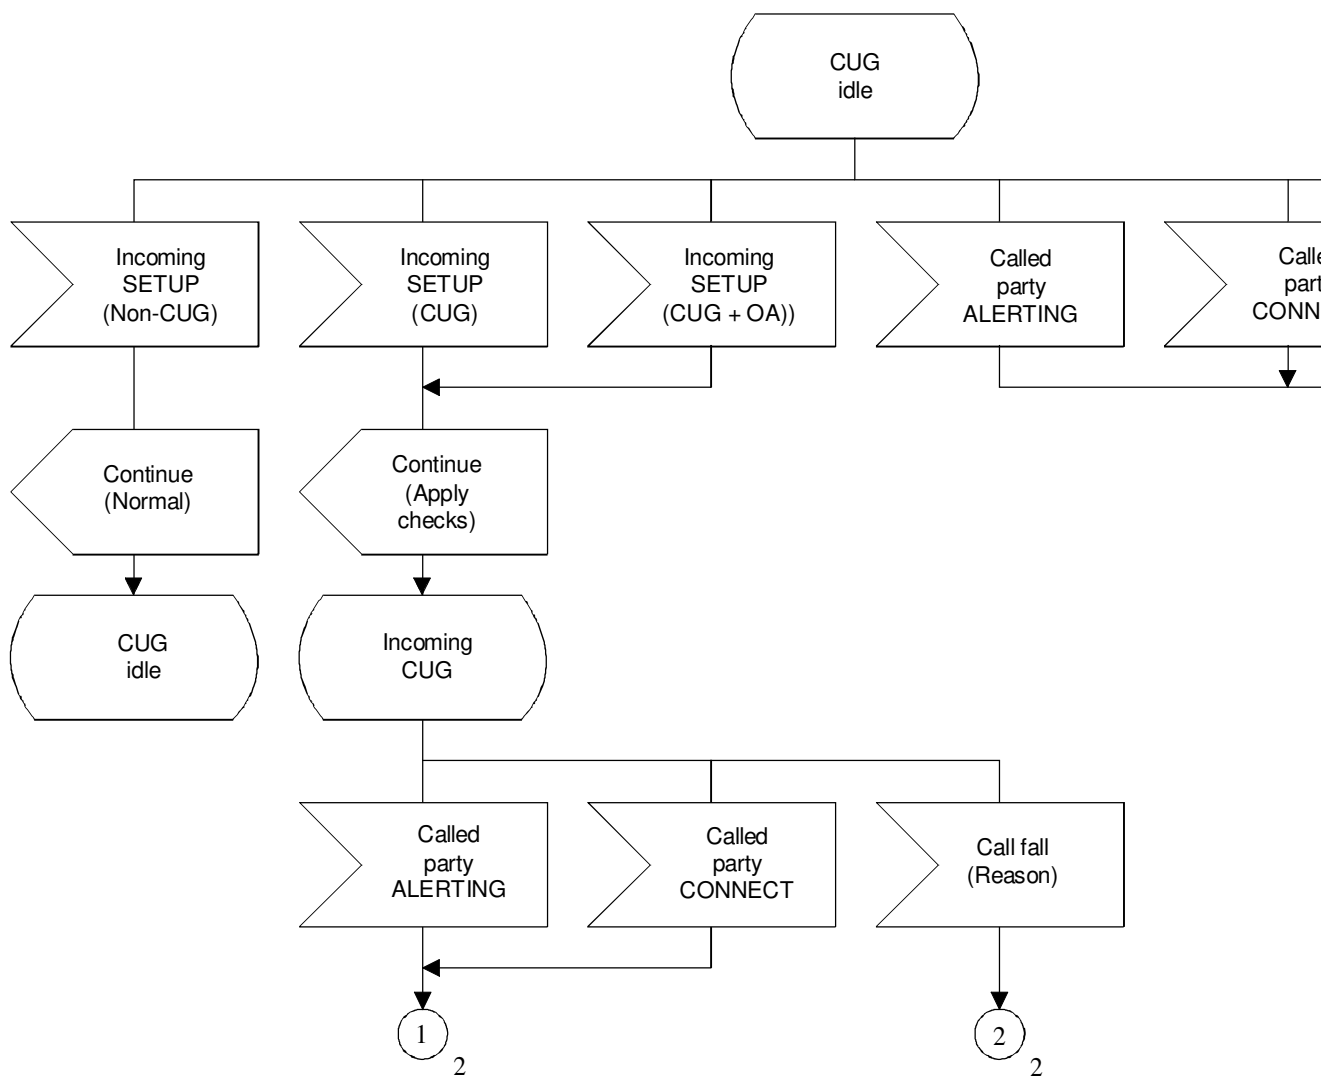 CUG
idle
Incoming
SETUP
(Non-CUG)
Incoming
SETUP
(CUG)
Incoming
SETUP
(CUG + OA))
Called
party
ALERTING
Continue
(Normal)
Continue
(Apply
checks)
CUG
idle
Incoming
CUG
Called
party
ALERTING
Called
party
CONNECT
Call fall
(Reason)
1
2
2
2